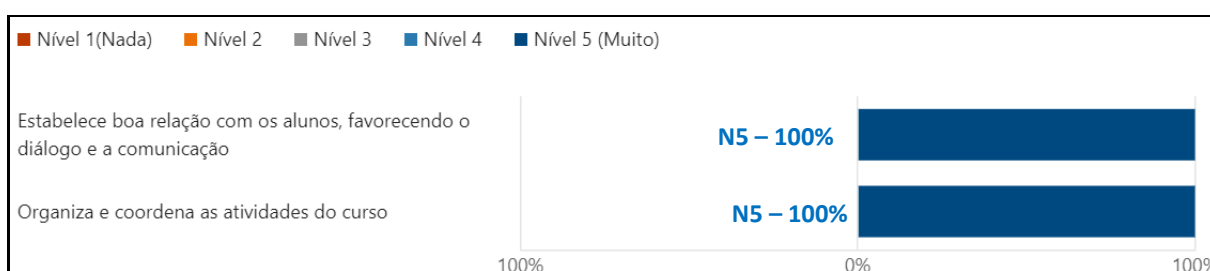 Nível 1(Nada) Nível 2 Nível 3 Nível 4 Nível 5 (Muito)
Estabelece boa relação com os alunos, favorecendo o
diálogo e a comunicação
N5 – 100%
Organiza e coordena as atividades do curso
N5 – 100%
100% 0% 100%